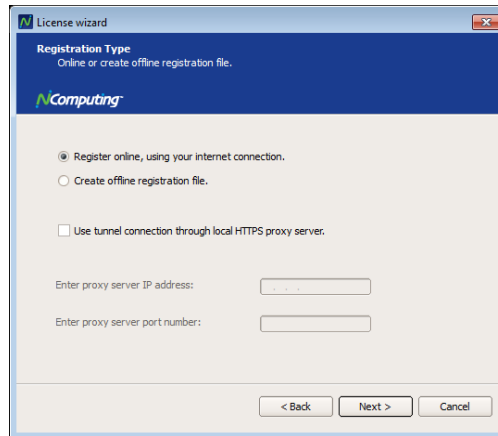 License wizard
Registration Type
Online or create offline registration file.
NComputing
Register online, using your internet connection.
Create offline registration file.
Use tunnel connection through local HTTPS proxy server.
Enter proxy server IP address:
. . .
Enter proxy server port number:
< Back Next > Cancel